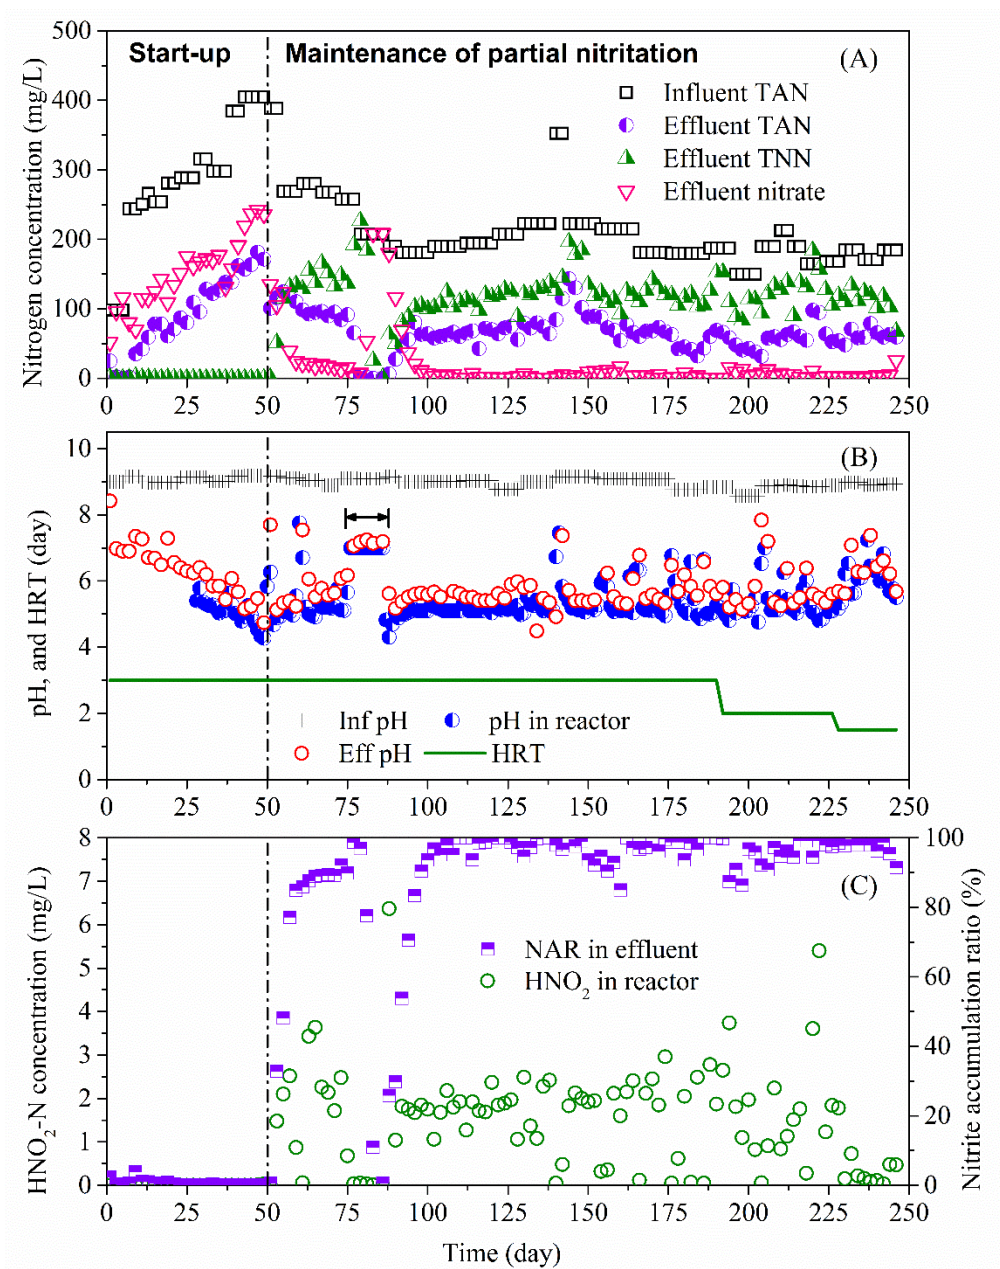 Start-up
Maintenance of partial nitritation
(A)
Influent TAN
Effluent TAN
Effluent TNN
Effluent nitrate
Nitrogen concentration (mg/L)
500
400
300
200
100
0
0 25 50 75 100 125 150 175 200 225 250
(B)
pH, and HRT (day)
10
8
6
4
2
0
Inf pH
pH in reactor
Eff pH
HRT
0 25 50 75 100 125 150 175 200 225 250
(C)
HNO₂-N concentration (mg/L)
8
7
6
5
4
3
2
1
0
NAR in effluent
HNO₂ in reactor
100
80
60
40
20
0
Nitrite accumulation ratio (%)
0 25 50 75 100 125 150 175 200 225 250
Time (day)